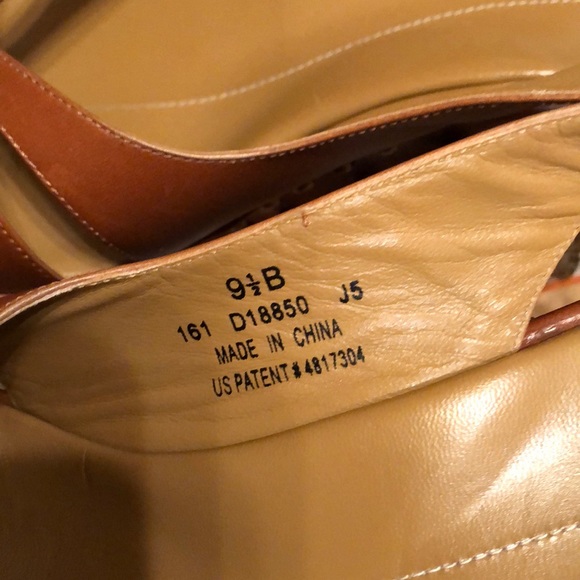 9½B
161 D18850 J5
MADE IN CHINA
US PATENT # 4817304